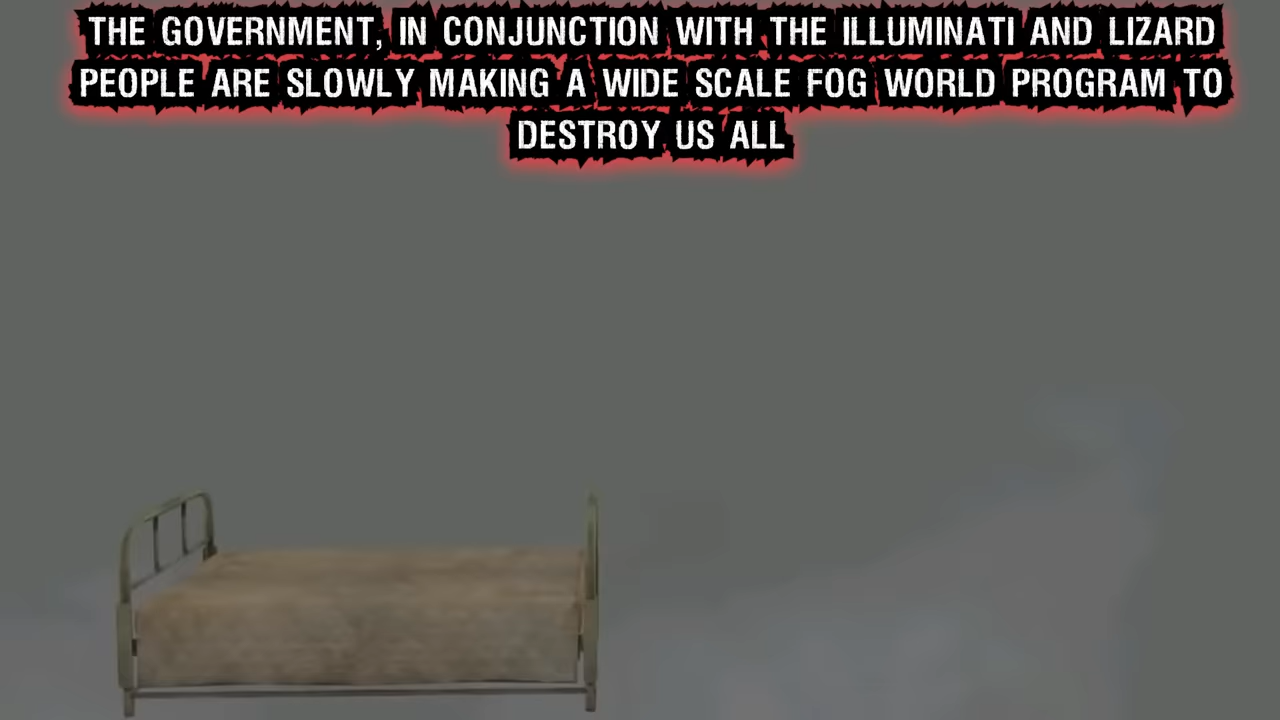 THE GOVERNMENT, IN CONJUNCTION WITH THE ILLUMINATI AND LIZARD
PEOPLE ARE SLOWLY MAKING A WIDE SCALE FOG WORLD PROGRAM TO
DESTROY US ALL